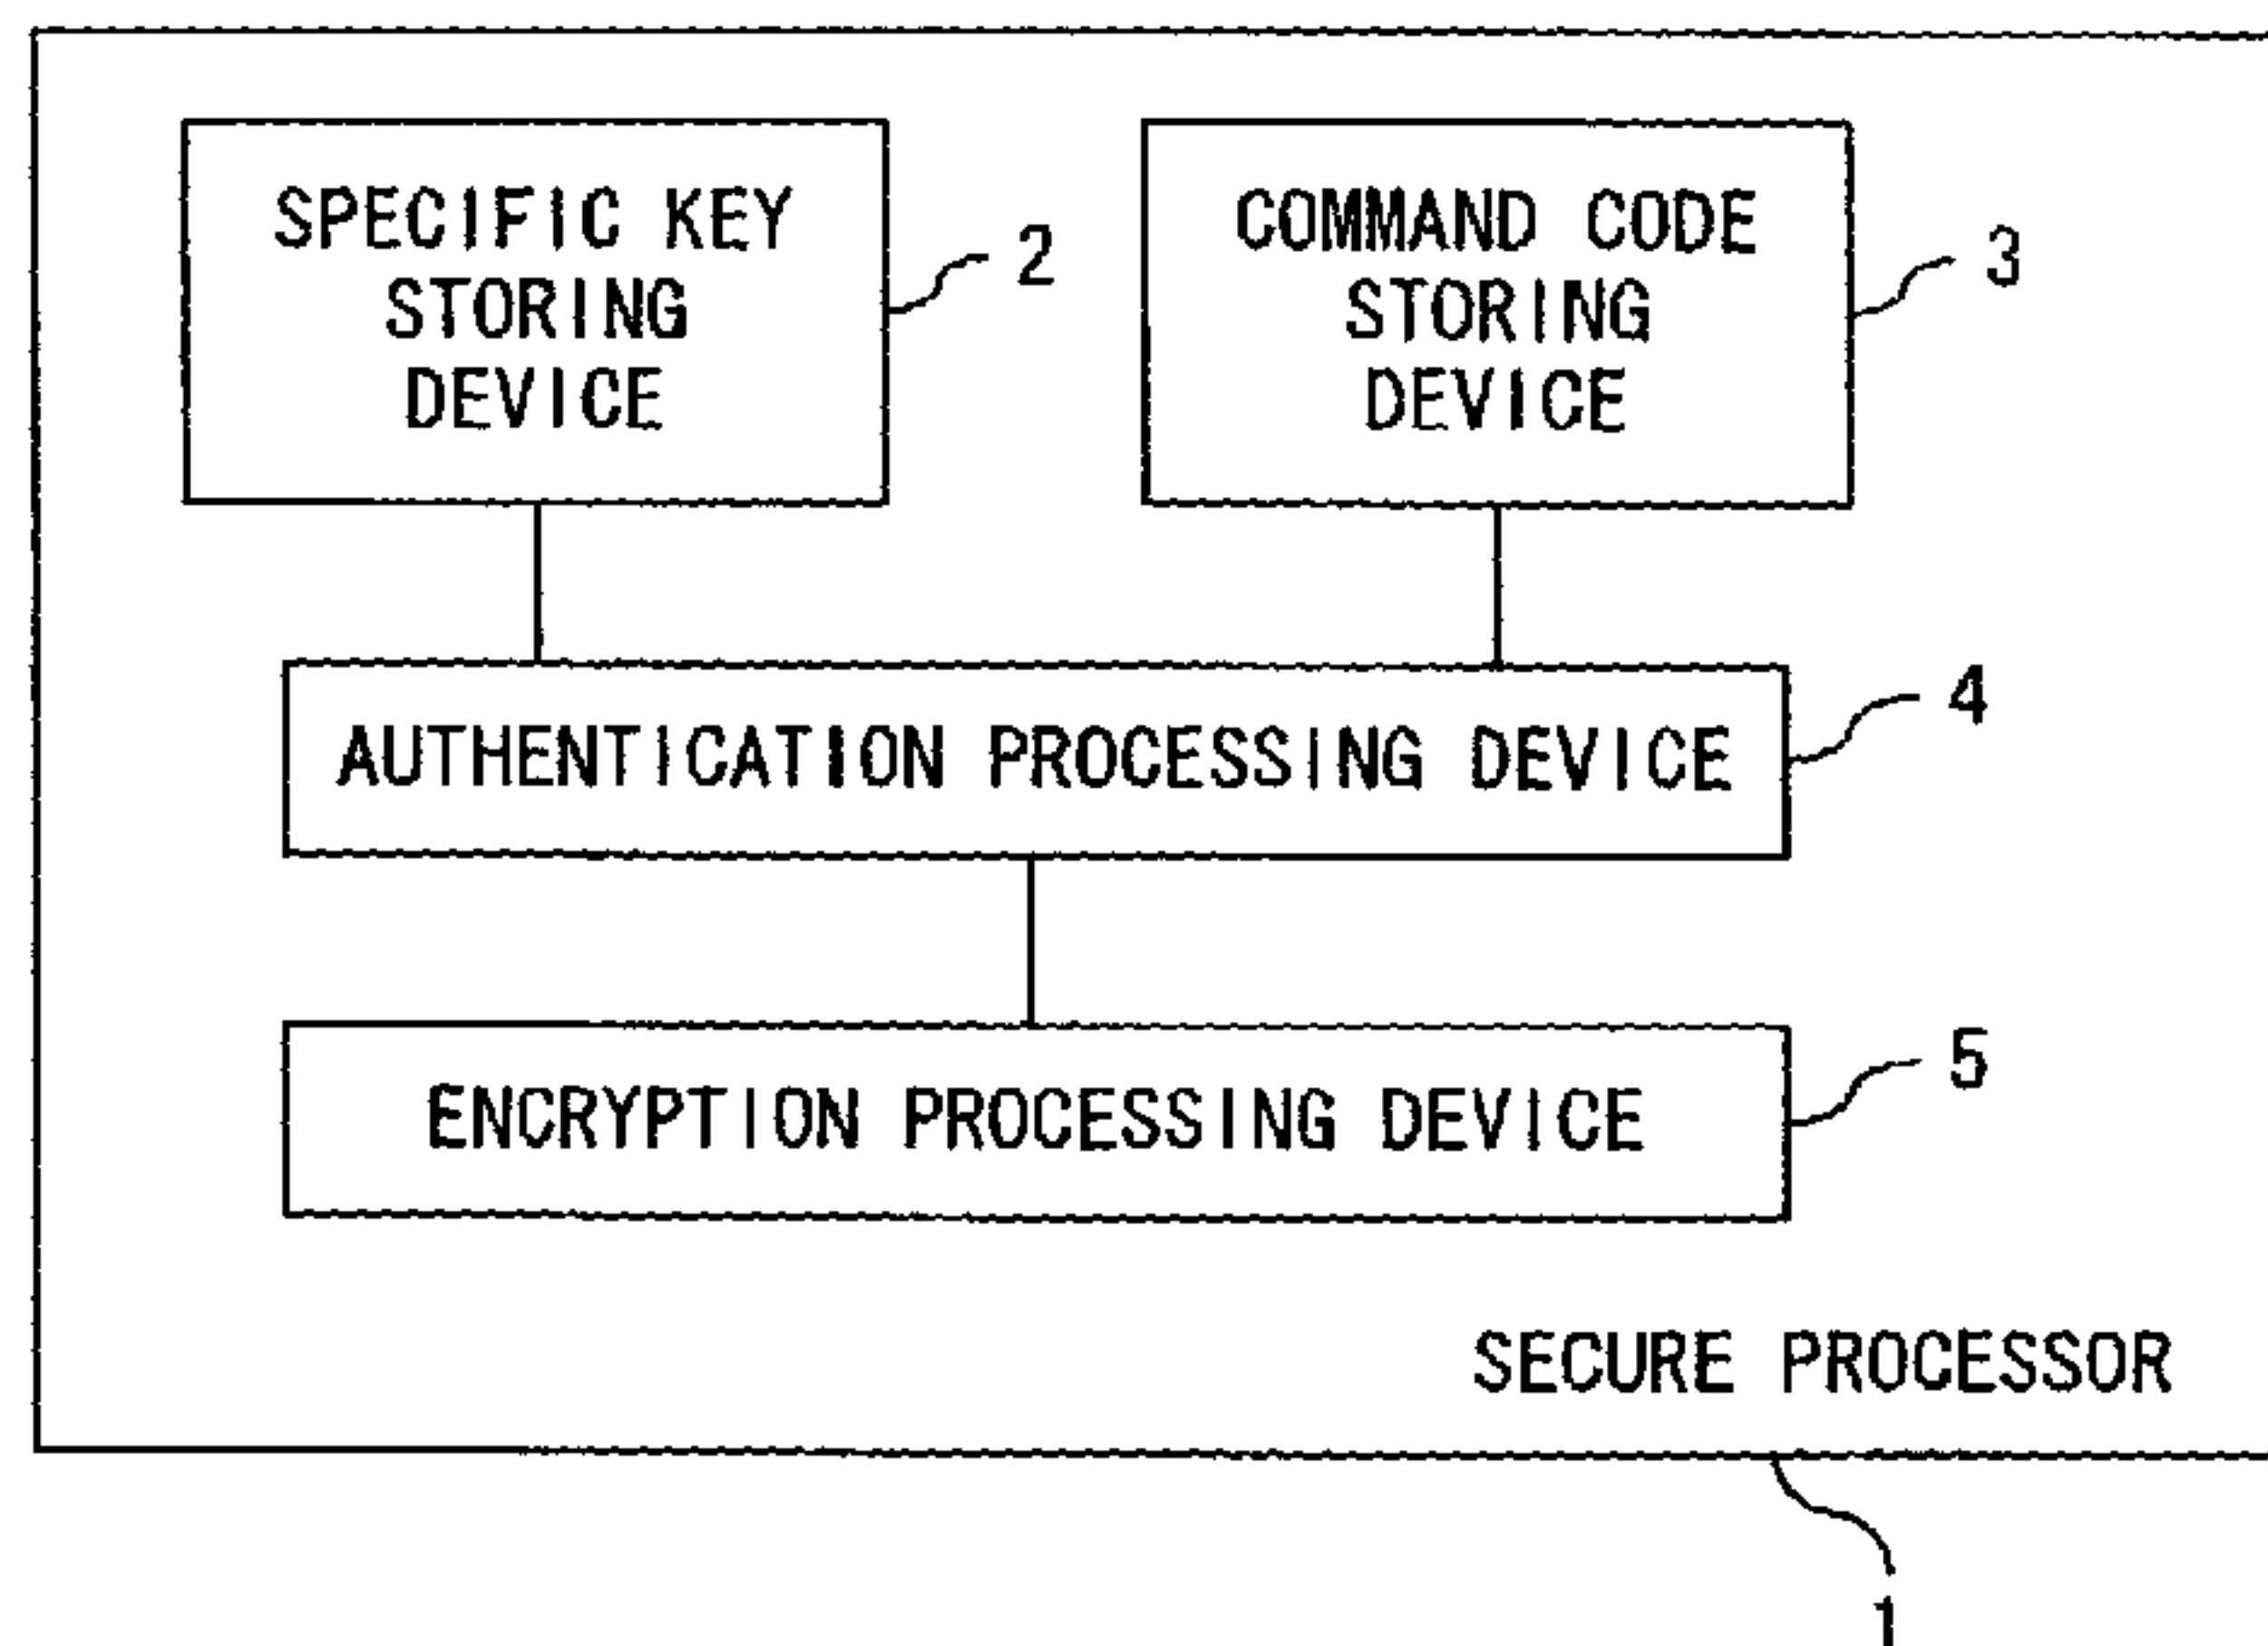 SPECIFIC KEY
STORING
DEVICE
2
COMMAND CODE
STORING
DEVICE
3
AUTHENTICATION PROCESSING DEVICE
4
ENCRYPTION PROCESSING DEVICE
5
SECURE PROCESSOR
1